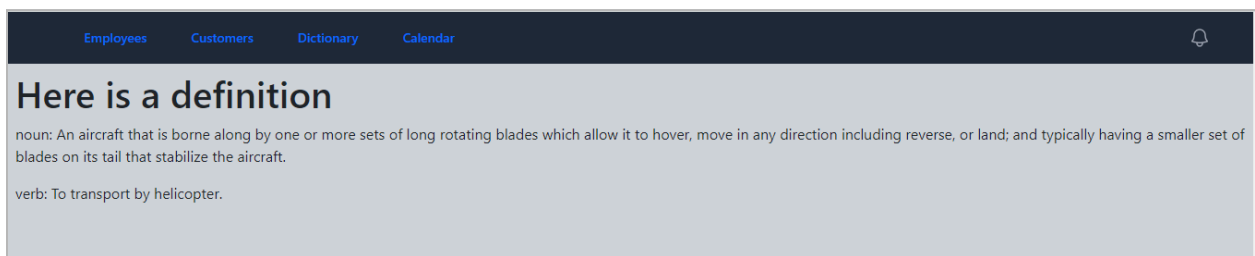 Employees Customers Dictionary Calendar
Here is a definition
noun: An aircraft that is borne along by one or more sets of long rotating blades which allow it to hover, move in any direction including reverse, or land; and typically having a smaller set of
blades on its tail that stabilize the aircraft.
verb: To transport by helicopter.